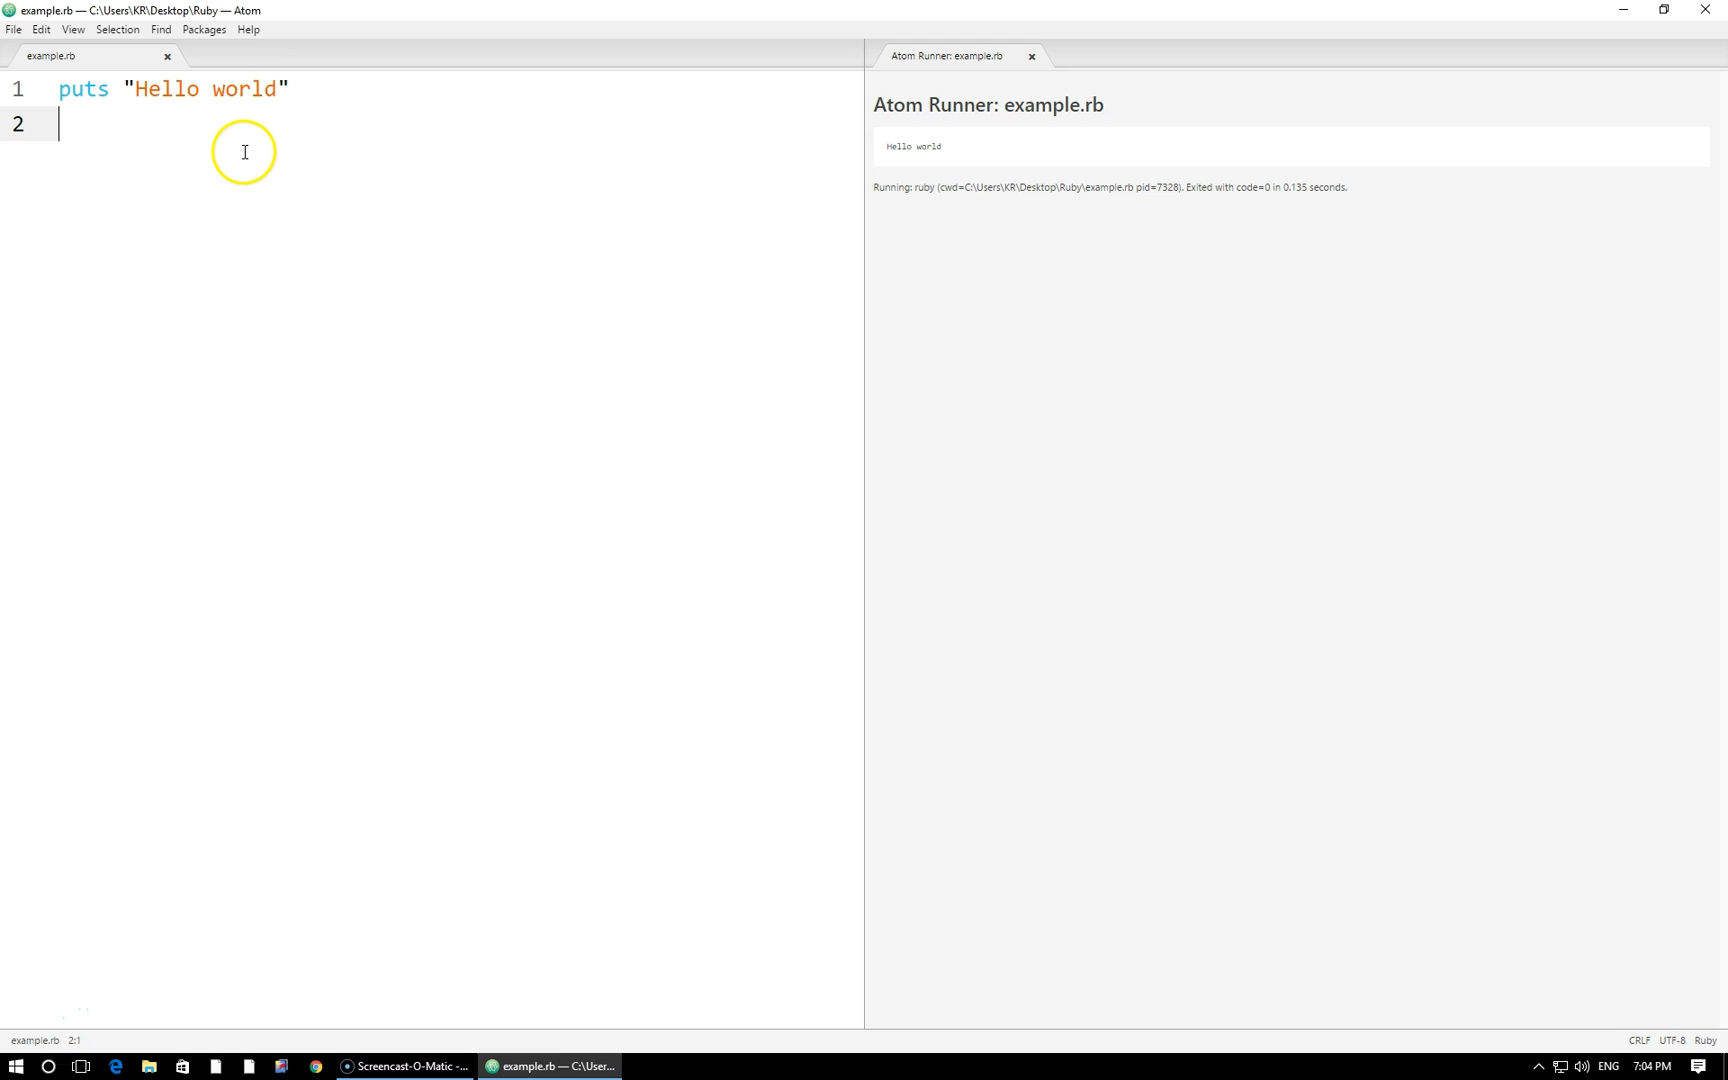 example.rb — C:\Users\KR\Desktop\Ruby — Atom
File Edit View Selection Find Packages Help
example.rb
Atom Runner: example.rb
1 puts "Hello world"
2
Atom Runner: example.rb
Hello world
Running: ruby (cwd=C:\Users\KR\Desktop\Ruby\example.rb pid=7328). Exited with code=0 in 0.135 seconds.
example.rb 2:1
CRLF UTF-8 Ruby
Screencast-O-Matic -...
example.rb — C:\User...
ENG 7:04 PM